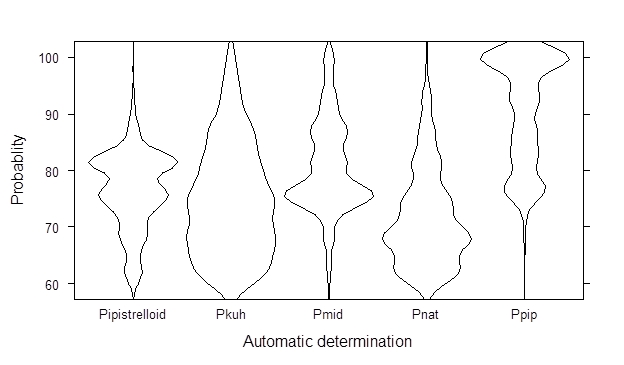 100
90
80
70
60
Probablity
Pipistrelloid Pkuh Pmid Pnat Ppip
Automatic determination